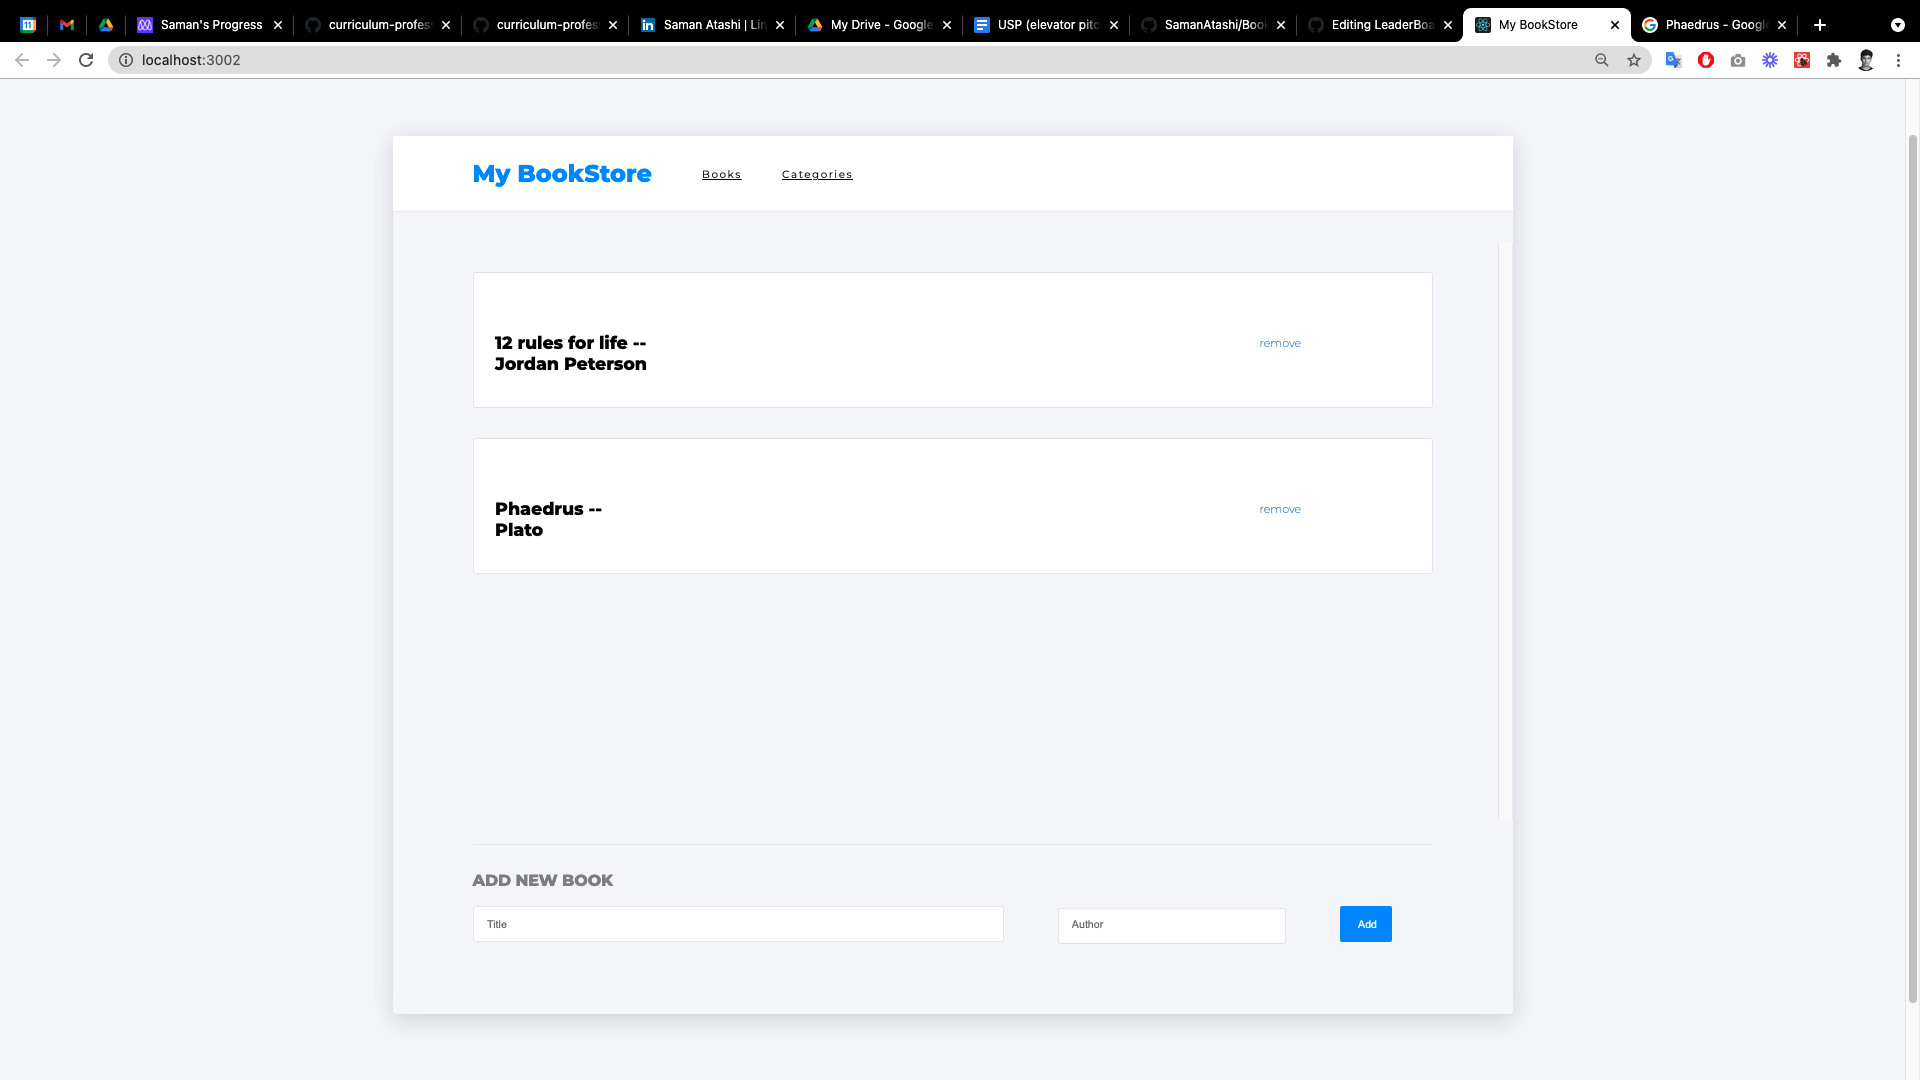 Saman's Progress
curriculum-profes
curriculum-profes
Saman Atashi | Lin
My Drive - Google
USP (elevator pitc
SamanAtashi/Book
Editing LeaderBoa
My BookStore
Phaedrus - Googl
localhost:3002
My BookStore
Books
Categories
12 rules for life --
Jordan Peterson
remove
Phaedrus --
Plato
remove
ADD NEW BOOK
Title
Author
Add